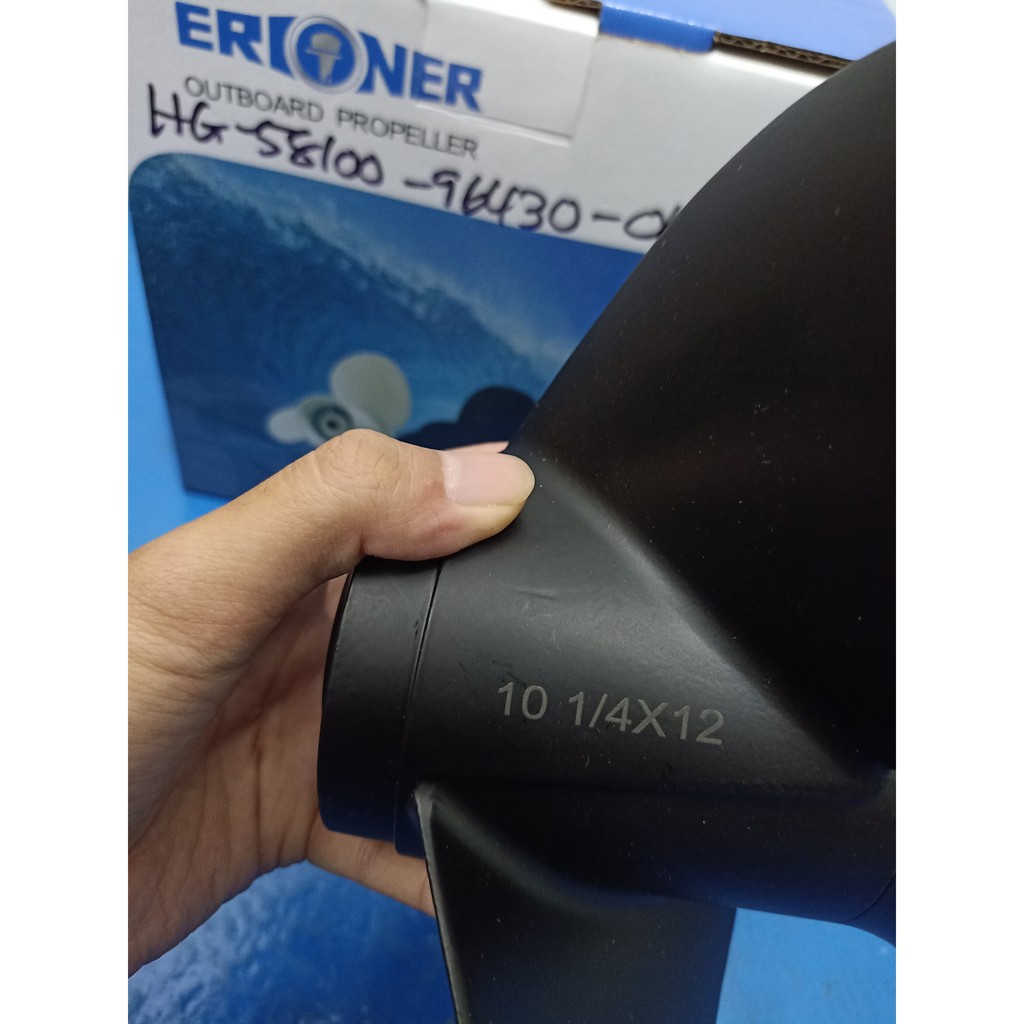 ERIONER
OUTBOARD PROPELLER
HG-58100-96430-0
10 1/4X12